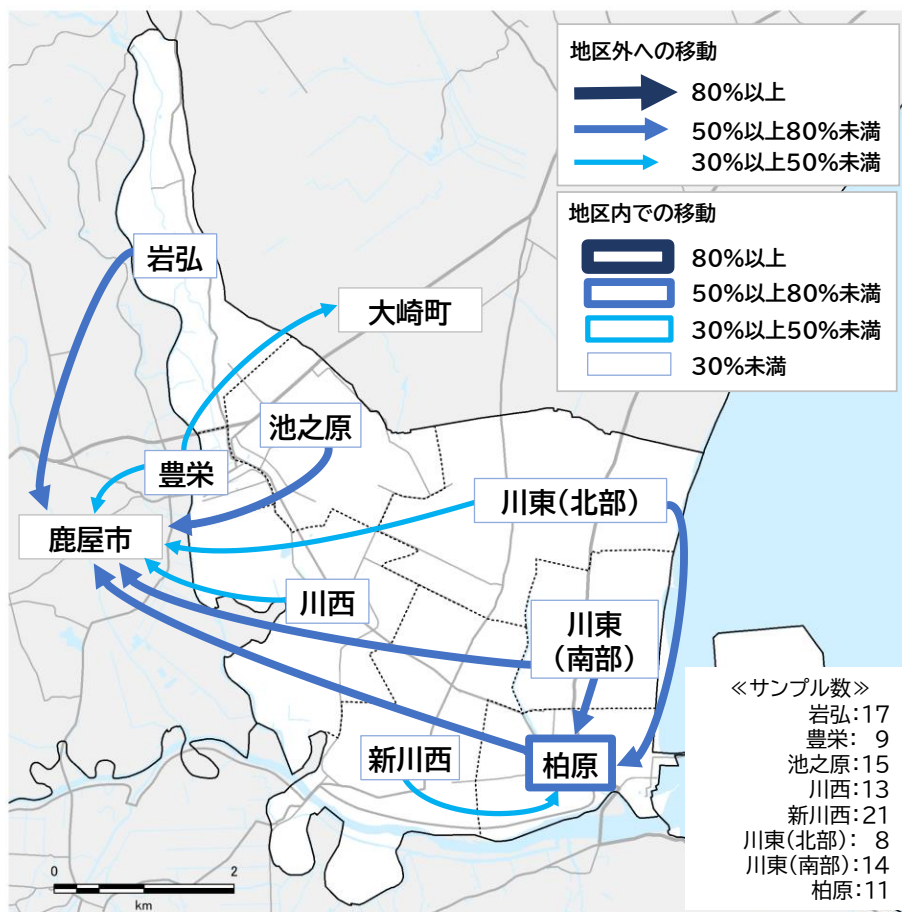 地区外への移動
80%以上
50%以上80%未満
30%以上50%未満
地区内での移動
80%以上
50%以上80%未満
30%以上50%未満
30%未満
岩弘
大崎町
池之原
豊栄
川東(北部)
鹿屋市
川西
川東
(南部)
新川西
柏原
≪サンプル数≫
岩弘:17
豊栄: 9
池之原:15
川西:13
新川西:21
川東(北部): 8
川東(南部):14
柏原:11
0 2
km